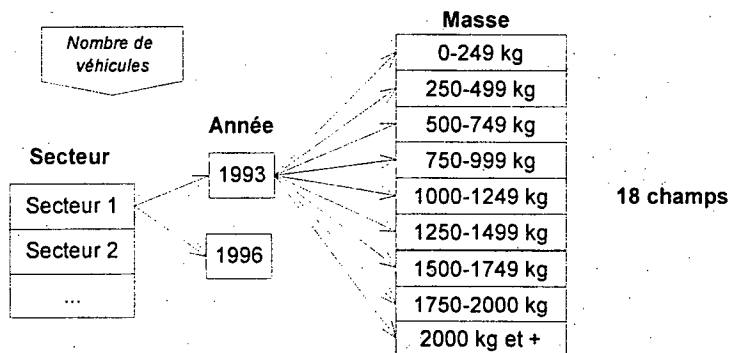 Nombre de
véhicules
Masse
0-249 kg
250-499 kg
500-749 kg
750-999 kg
1000-1249 kg
1250-1499 kg
1500-1749 kg
1750-2000 kg
2000 kg et +
Année
1993
1996
Secteur
Secteur 1
Secteur 2
...
18 champs